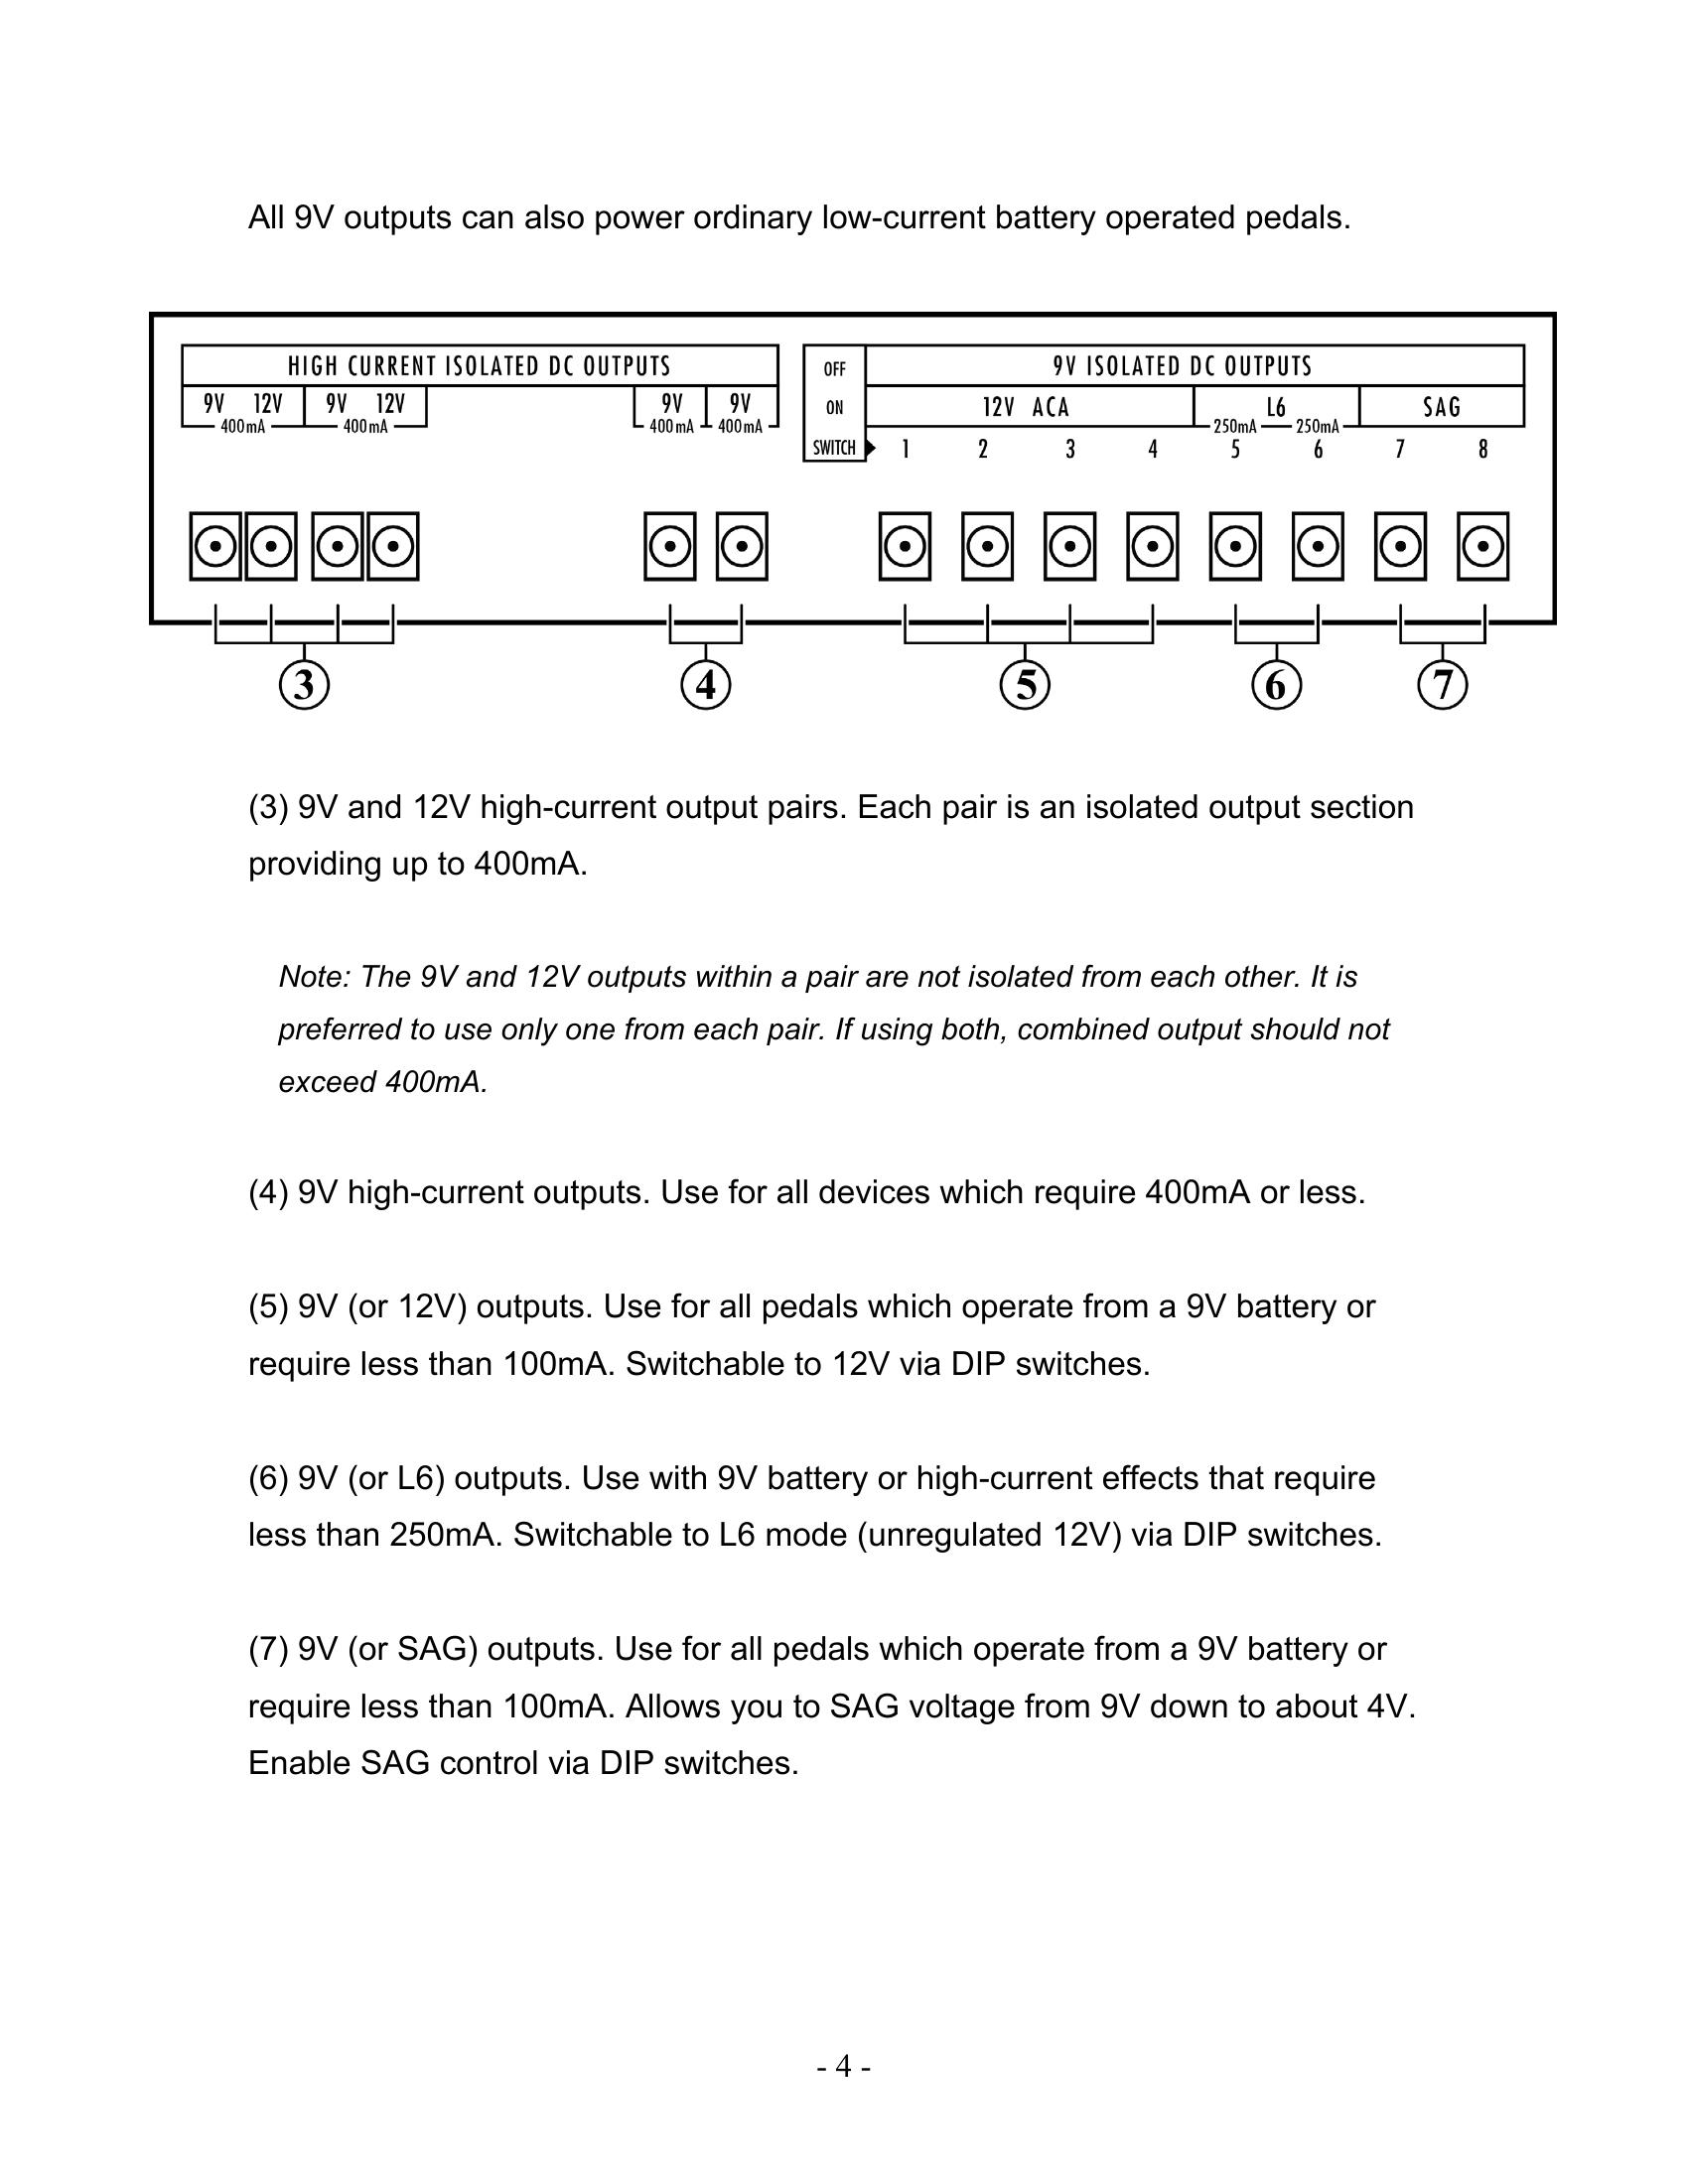 All 9V outputs can also power ordinary low-current battery operated pedals.
HIGH CURRENT ISOLATED DC OUTPUTS
9V 12V 9V 12V 9V 9V
400mA 400mA 400mA 400mA
OFF
ON
SWITCH
9V ISOLATED DC OUTPUTS
12V ACA L6 SAG
250mA 250mA
1 2 3 4 5 6 7 8
3 4 5 6 7
(3) 9V and 12V high-current output pairs. Each pair is an isolated output section
providing up to 400mA.
Note: The 9V and 12V outputs within a pair are not isolated from each other. It is
preferred to use only one from each pair. If using both, combined output should not
exceed 400mA.
(4) 9V high-current outputs. Use for all devices which require 400mA or less.
(5) 9V (or 12V) outputs. Use for all pedals which operate from a 9V battery or
require less than 100mA. Switchable to 12V via DIP switches.
(6) 9V (or L6) outputs. Use with 9V battery or high-current effects that require
less than 250mA. Switchable to L6 mode (unregulated 12V) via DIP switches.
(7) 9V (or SAG) outputs. Use for all pedals which operate from a 9V battery or
require less than 100mA. Allows you to SAG voltage from 9V down to about 4V.
Enable SAG control via DIP switches.
- 4 -